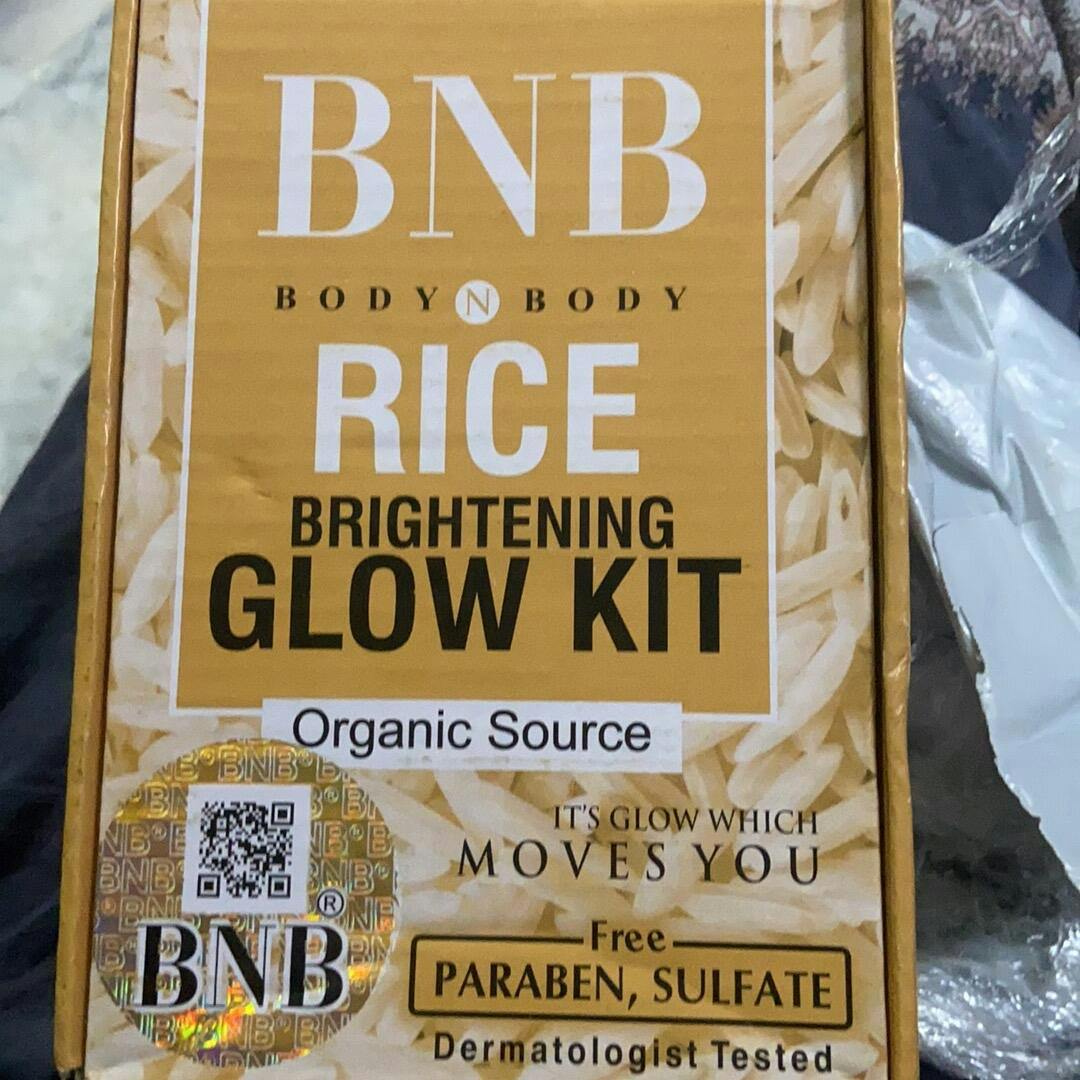 BNB
BODY N BODY
RICE
BRIGHTENING
GLOW KIT
Organic Source
IT'S GLOW WHICH
MOVES YOU
Free
PARABEN, SULFATE
Dermatologist Tested
BNB®